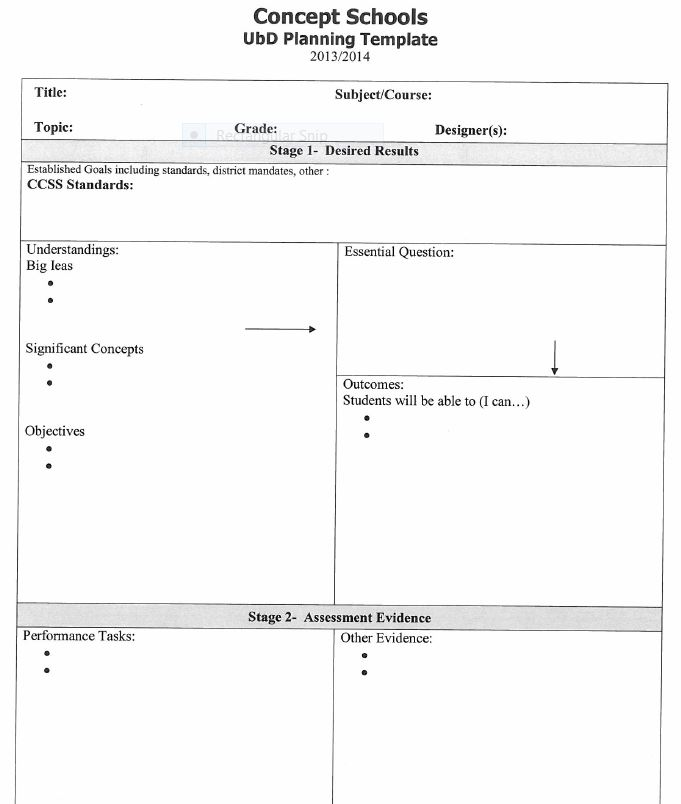 Concept Schools
UbD Planning Template
2013/2014
Title: Subject/Course:
Topic: Grade: Designer(s):
Rectangular Snip
Stage 1- Desired Results
Established Goals including standards, district mandates, other :
CCSS Standards:
Understandings:
Big Ieas
Significant Concepts
Objectives
Essential Question:
Outcomes:
Students will be able to (I can...)
Stage 2- Assessment Evidence
Performance Tasks:
Other Evidence: